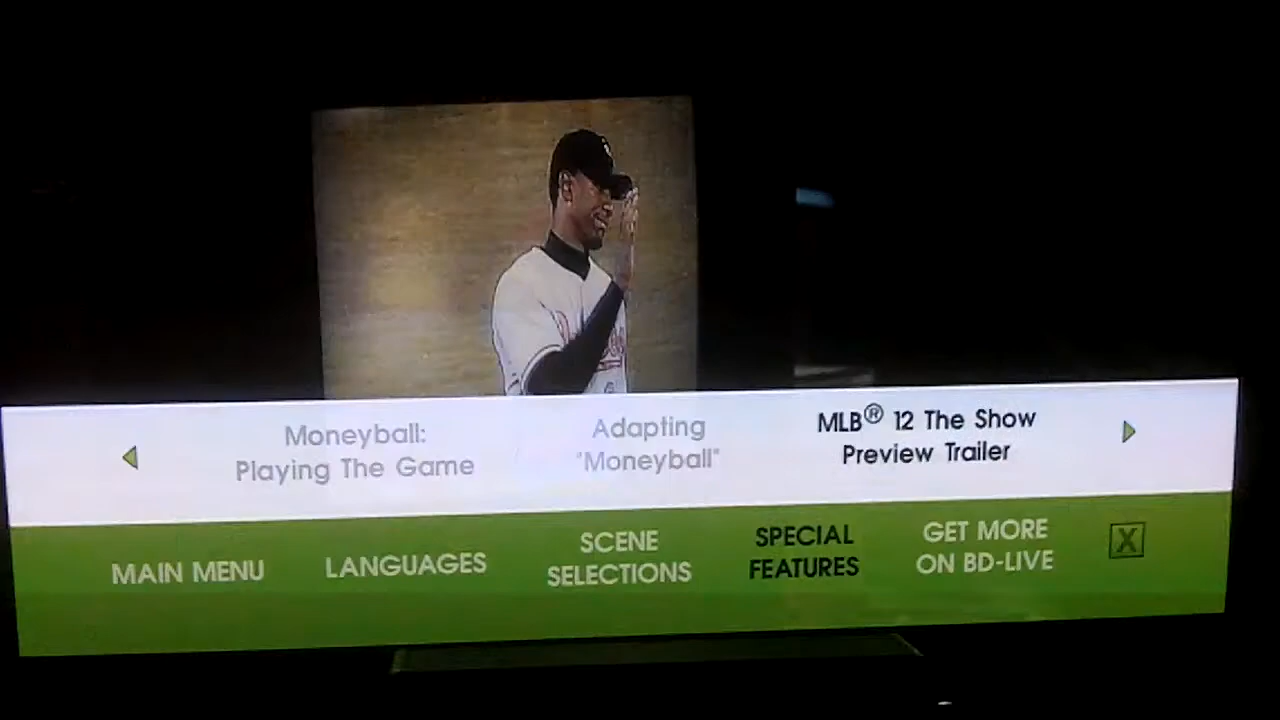 Moneyball:
Playing The Game
Adapting
"Moneyball"
MLB® 12 The Show
Preview Trailer
MAIN MENU
LANGUAGES
SCENE
SELECTIONS
SPECIAL
FEATURES
GET MORE
ON BD-LIVE
X